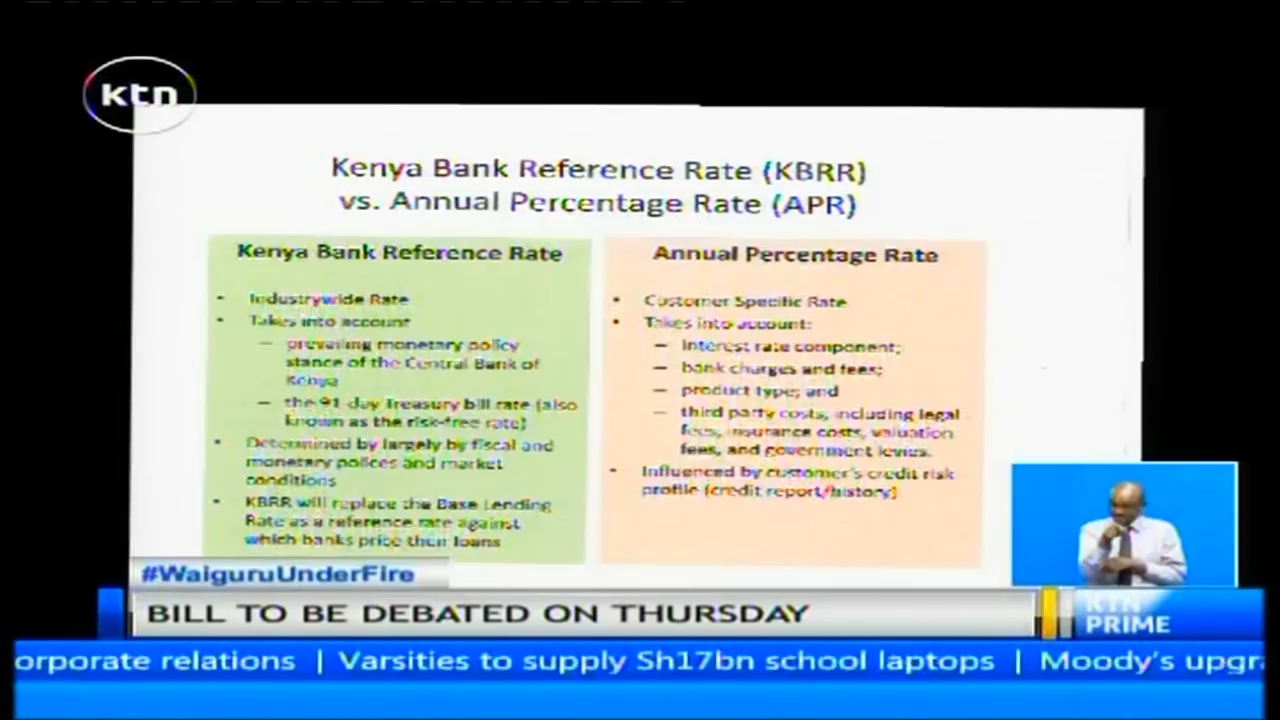 ktn
Kenya Bank Reference Rate (KBRR)
vs. Annual Percentage Rate (APR)
Kenya Bank Reference Rate
• Industrywide Rate
• Takes into account
– prevailing monetary policy
stance of the Central Bank of
Kenya
– the 91-day Treasury bill rate (also
known as the risk-free rate)
• Determined by largely by fiscal and
monetary polices and market
conditions
• KBRR will replace the Base Lending
Rate as a reference rate against
which banks price their loans
Annual Percentage Rate
• Customer Specific Rate
• Takes into account:
– interest rate component;
– bank charges and fees;
– product type; and
– third party costs, including legal
fees, insurance costs, valuation
fees, and government levies.
• Influenced by customer's credit risk
profile (credit report/history)
#WaiguruUnderFire
BILL TO BE DEBATED ON THURSDAY
KTN
PRIME
orporate relations | Varsities to supply Sh17bn school laptops | Moody's upgra